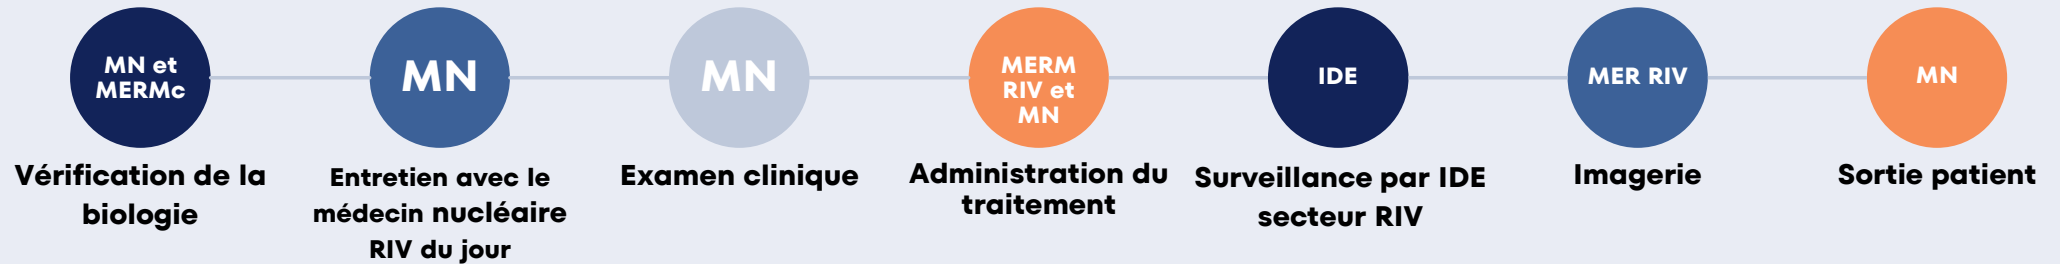 MN et
MERMc
MN
MN
MERM
RIV et
MN
IDE
MER RIV
MN
Vérification de la
biologie
Entretien avec le
médecin nucléaire
RIV du jour
Examen clinique
Administration du
traitement
Surveillance par IDE
secteur RIV
Imagerie
Sortie patient